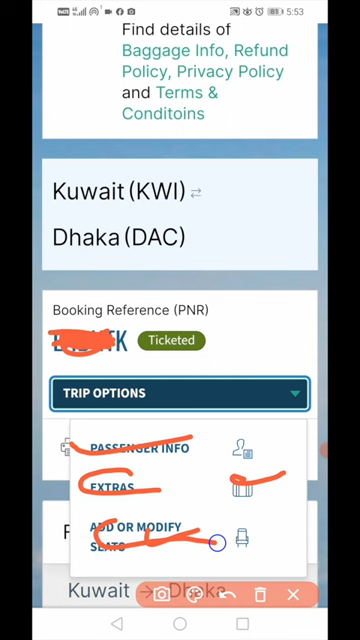 5:53
Find details of
Baggage Info, Refund
Policy, Privacy Policy
and Terms &
Conditoins
Kuwait (KWI)
Dhaka (DAC)
Booking Reference (PNR)
Ticketed
TRIP OPTIONS
PASSENGER INFO
EXTRAS
ADD OR MODIFY
SEATS
Kuwait → Dhaka